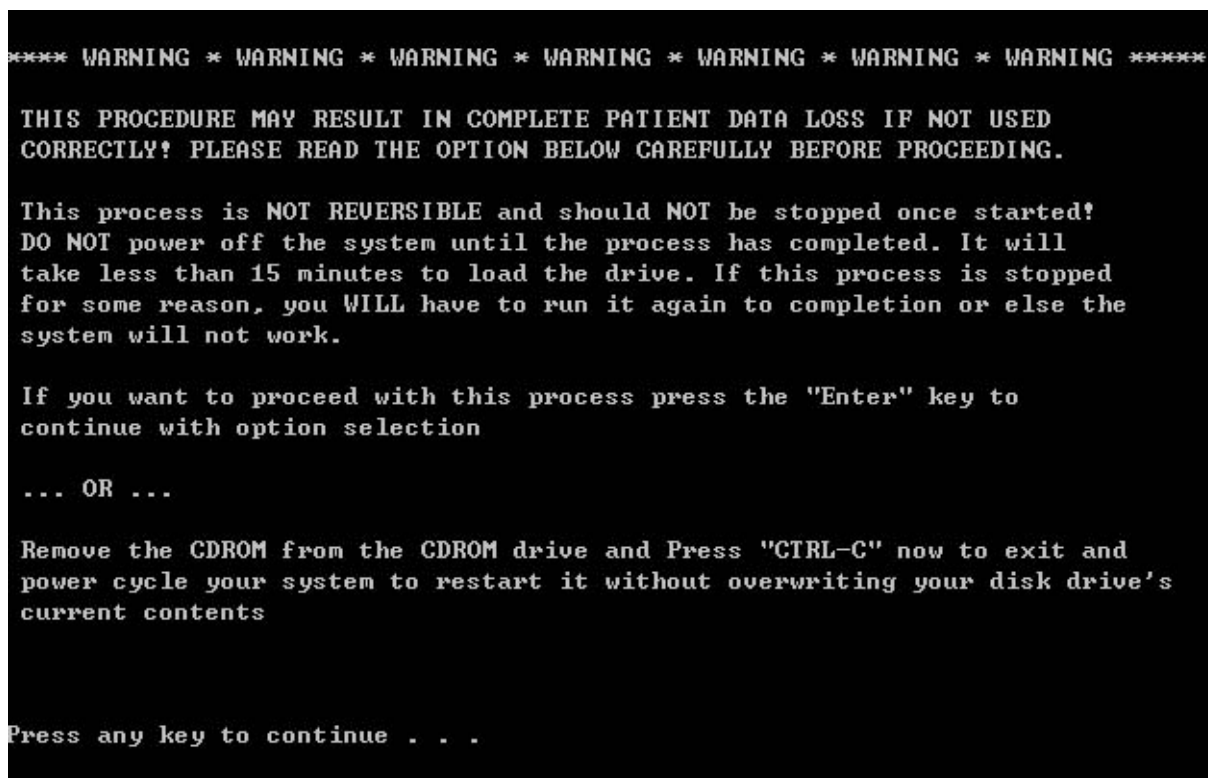 **** WARNING * WARNING * WARNING * WARNING * WARNING * WARNING * WARNING *****
THIS PROCEDURE MAY RESULT IN COMPLETE PATIENT DATA LOSS IF NOT USED
CORRECTLY! PLEASE READ THE OPTION BELOW CAREFULLY BEFORE PROCEEDING.
This process is NOT REVERSIBLE and should NOT be stopped once started!
DO NOT power off the system until the process has completed. It will
take less than 15 minutes to load the drive. If this process is stopped
for some reason, you WILL have to run it again to completion or else the
system will not work.
If you want to proceed with this process press the "Enter" key to
continue with option selection
... OR ...
Remove the CDROM from the CDROM drive and Press "CTRL-C" now to exit and
power cycle your system to restart it without overwriting your disk drive's
current contents
Press any key to continue . . .